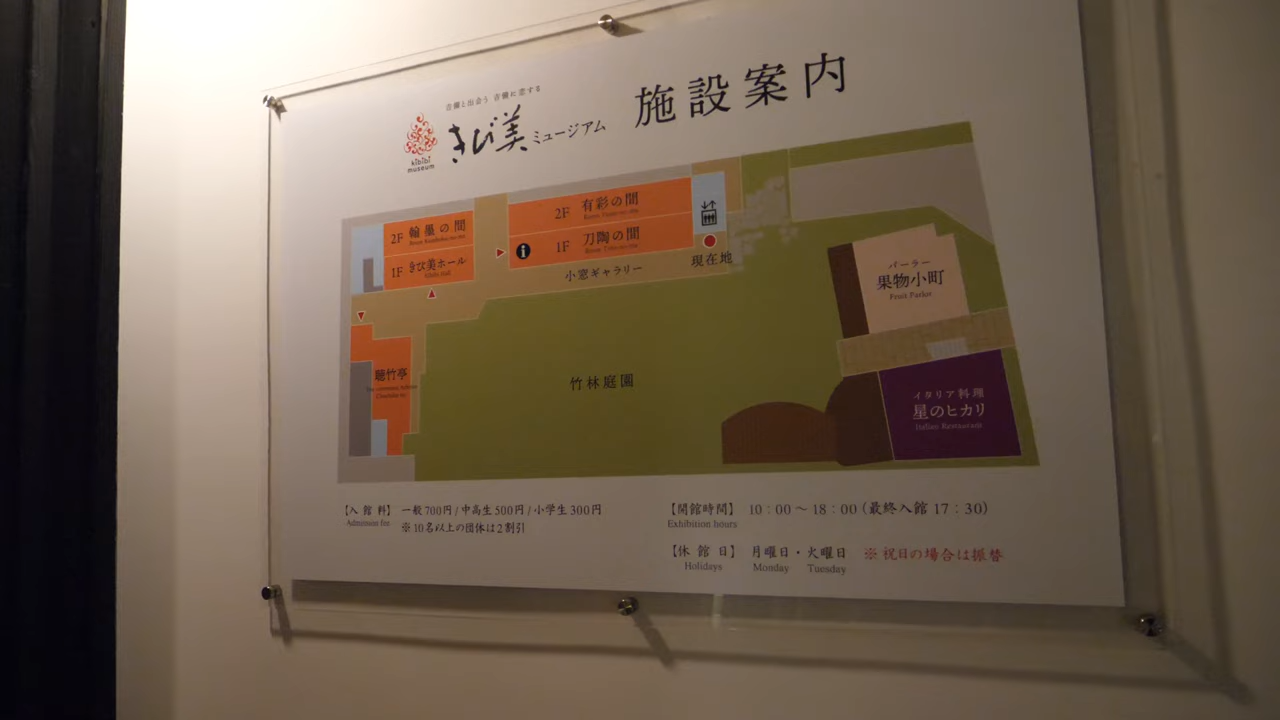 吉備と出会う 吉備に恋する
きび美ミュージアム
kibibi
museum
施設案内
2F 翰墨の間
1F きび美ホール
2F 有彩の間
1F 刀陶の間
小窓ギャラリー
現在地
聴竹亭
竹林庭園
パーラー
果物小町
Fruit Parlor
イタリア料理
星のヒカリ
Italian Restaurant
【入館料】 一般700円/中高生500円/小学生300円
Admission fee
※10名以上の団体は2割引
【開館時間】 10:00～18:00(最終入館 17:30)
Exhibition hours
【休館日】 月曜日・火曜日 ※祝日の場合は振替
Holidays Monday Tuesday